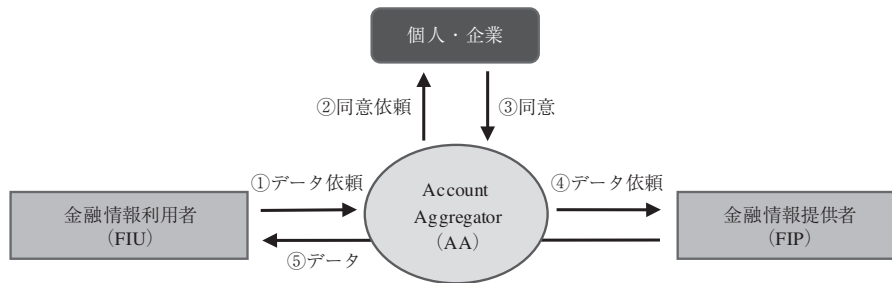 個人・企業
②同意依頼
③同意
①データ依頼
④データ依頼
金融情報利用者
（FIU）
Account
Aggregator
（AA）
金融情報提供者
（FIP）
⑤データ